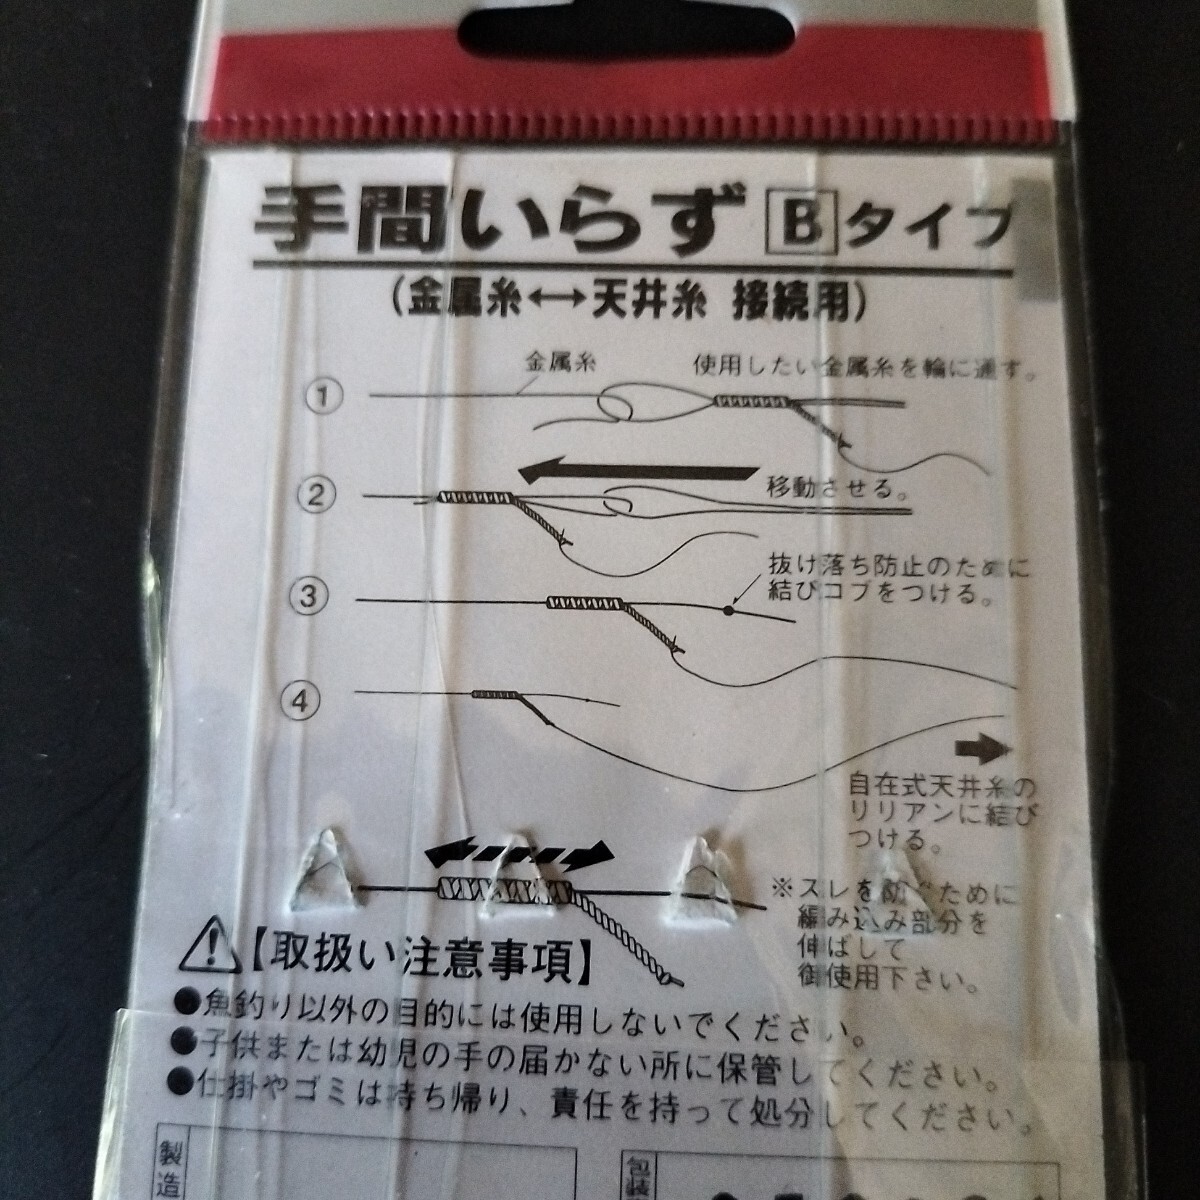 手間いらず Bタイプ
(金属糸↔天井糸 接続用)
金属糸
使用したい金属糸を輪に通す。
①
②
移動させる。
抜け落ち防止のために
結びコブをつける。
③
④
自在式天井糸の
リリアンに結び
つける。
※スレを防ぐために
編み込み部分を
伸ばして
御使用下さい。
【取扱い注意事項】
●魚釣り以外の目的には使用しないでください。
●子供または幼児の手の届かない所に保管してください。
●仕掛やゴミは持ち帰り、責任を持って処分してください。
製造
包装